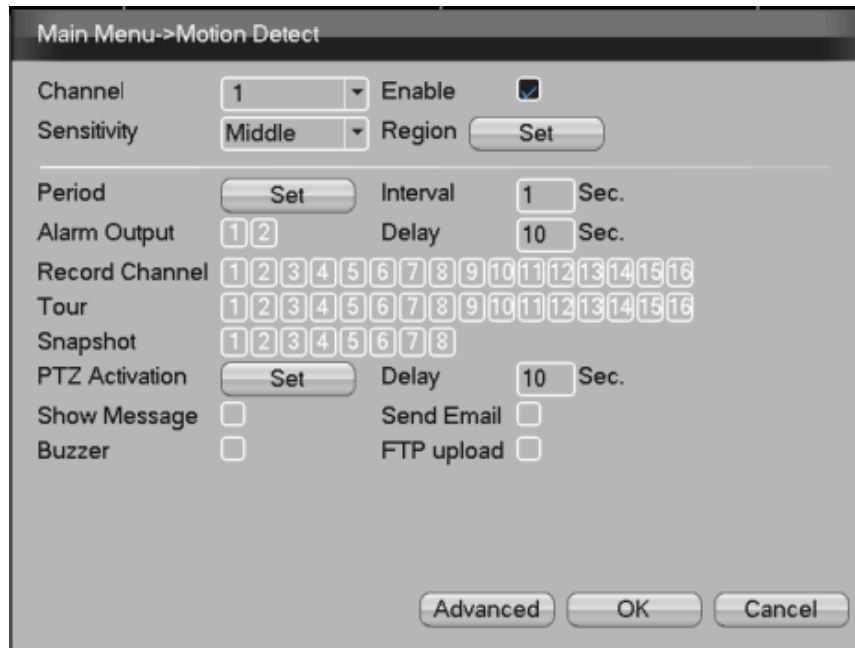 Main Menu->Motion Detect
Channel 1 Enable
Sensitivity Middle Region Set
Period Set Interval 1 Sec.
Alarm Output 1 2 Delay 10 Sec.
Record Channel 1 2 3 4 5 6 7 8 9 10 11 12 13 14 15 16
Tour 1 2 3 4 5 6 7 8 9 10 11 12 13 14 15 16
Snapshot 1 2 3 4 5 6 7 8
PTZ Activation Set Delay 10 Sec.
Show Message Send Email
Buzzer FTP upload
Advanced OK Cancel